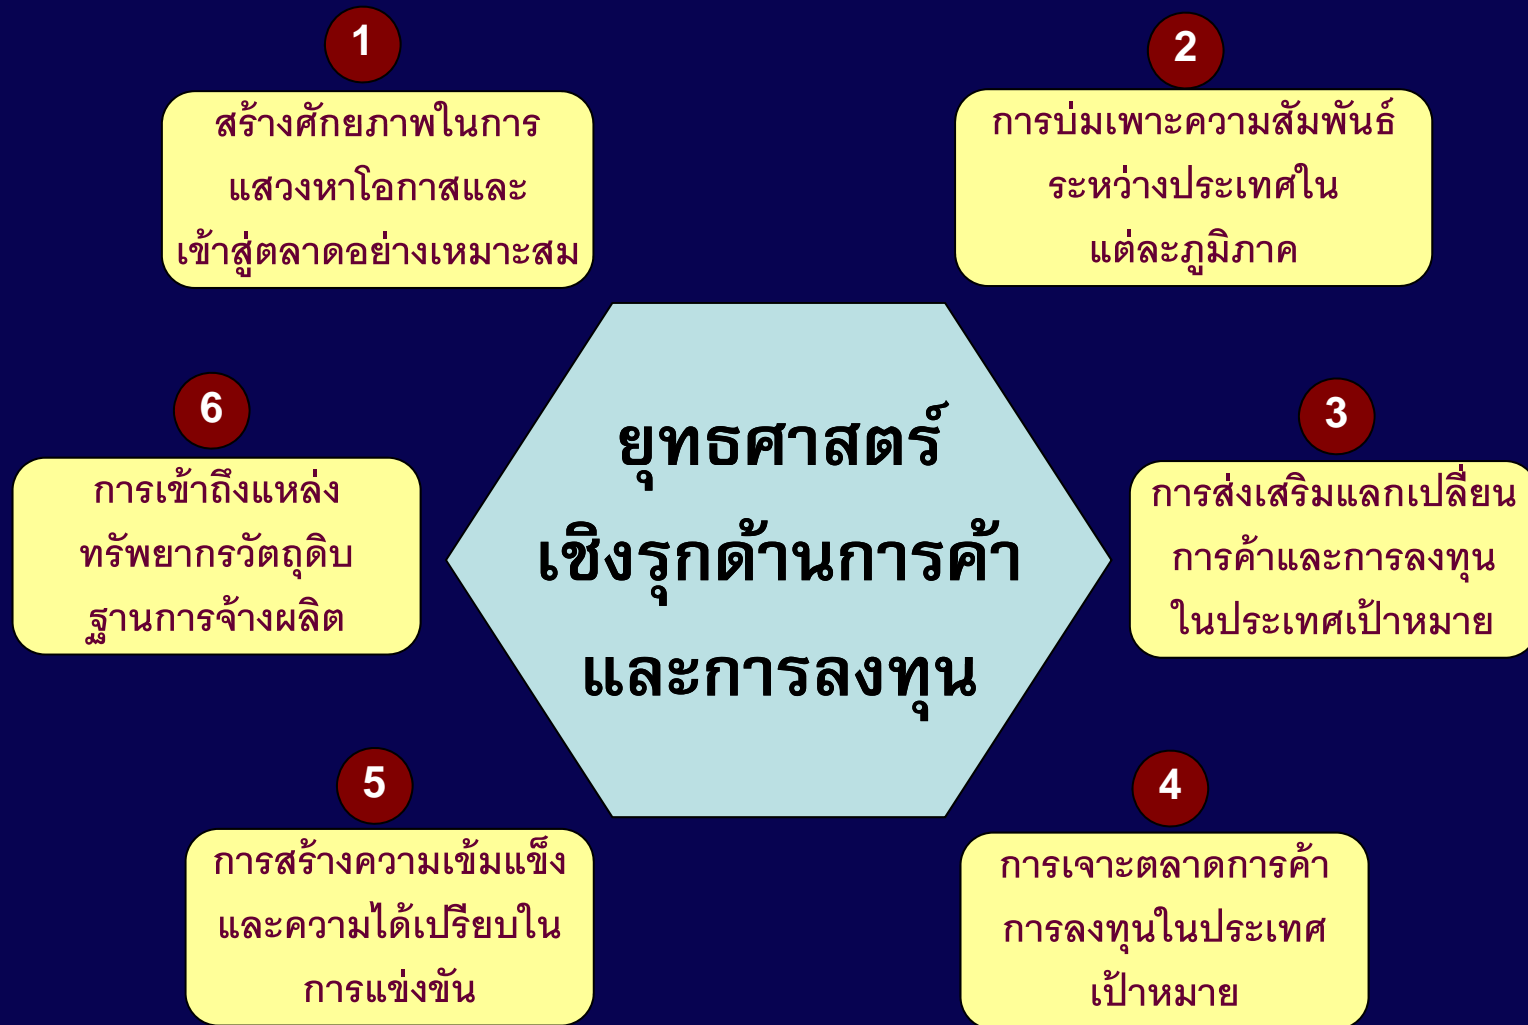 1
สร้างศักยภาพในการ
แสวงหาโอกาสและ
เข้าสู่ตลาดอย่างเหมาะสม
2
การบ่มเพาะความสัมพันธ์
ระหว่างประเทศใน
แต่ละภูมิภาค
ยุทธศาสตร์
เชิงรุกด้านการค้า
และการลงทุน
3
การส่งเสริมแลกเปลี่ยน
การค้าและการลงทุน
ในประเทศเป้าหมาย
4
การเจาะตลาดการค้า
การลงทุนในประเทศ
เป้าหมาย
5
การสร้างความเข้มแข็ง
และความได้เปรียบใน
การแข่งขัน
6
การเข้าถึงแหล่ง
ทรัพยากรวัตถุดิบ
ฐานการจ้างผลิต